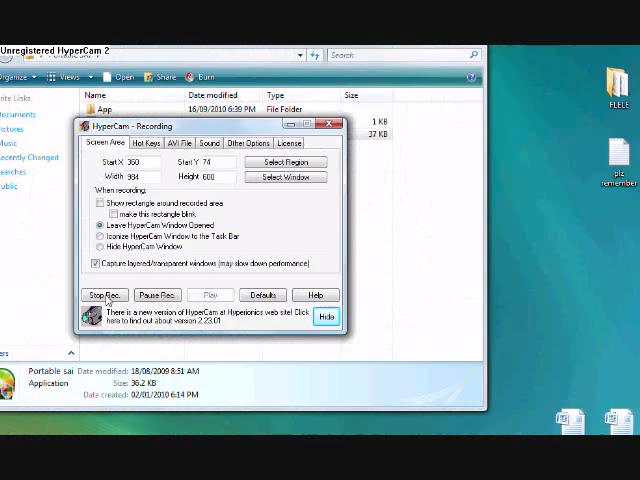 Unregistered HyperCam 2
Search
Organize Views Open Share Burn
rite Links
Name Date modified Type Size
Documents
App 16/09/2010 6:39 PM File Folder
Pictures
1 KB
Music
37 KB
Recently Changed
Searches
Public
HyperCam - Recording
Screen Area Hot Keys AVI File Sound Other Options License
Start X 360 Start Y 74 Select Region
Width 984 Height 600 Select Window
When recording:
Show rectangle around recorded area
make this rectangle blink
Leave HyperCam Window Opened
Iconize HyperCam Window to the Task Bar
Hide HyperCam Window
Capture layered/transparent windows (may slow down performance)
Stop Rec. Pause Rec. Play Defaults Help
There is a new version of HyperCam at Hyperionics web site! Click
here to find out about version 2.23.01
Hide
ers
Portable sai Date modified: 18/08/2009 8:51 AM
Application Size: 36.2 KB
Date created: 02/01/2010 6:14 PM
FLELE
plz
remember